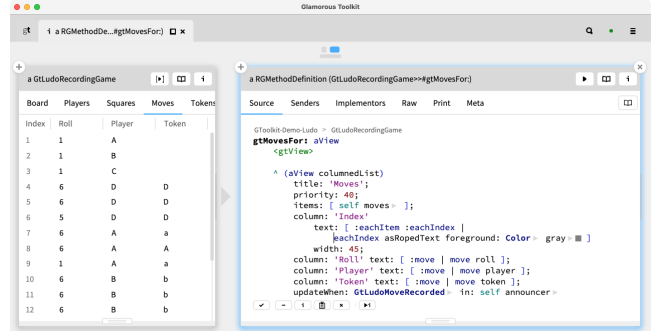 Glamorous Toolkit
gt
i a RGMethodDe...#gtMovesFor:)
a GtLudoRecordingGame
i
Board Players Squares Moves Tokens
Index Roll Player Token
1 1 A
2 1 B
3 1 C
4 6 D D
5 6 D D
6 5 D D
7 6 A a
8 6 A A
9 1 A a
10 6 B b
11 6 B b
12 6 B b
a RGMethodDefinition (GtLudoRecordingGame>>#gtMovesFor:)
i
Source Senders Implementors Raw Print Meta
GToolkit-Demo-Ludo > GtLudoRecordingGame
gtMovesFor: aView
<gtView>
^ (aView columnedList)
title: 'Moves';
priority: 40;
items: [ self moves ];
column: 'Index'
text: [ :eachItem :eachIndex |
eachIndex asRopedText foreground: Color gray ]
width: 45;
column: 'Roll' text: [ :move | move roll ];
column: 'Player' text: [ :move | move player ];
column: 'Token' text: [ :move | move token ];
updateWhen: GtLudoMoveRecorded in: self announcer
i